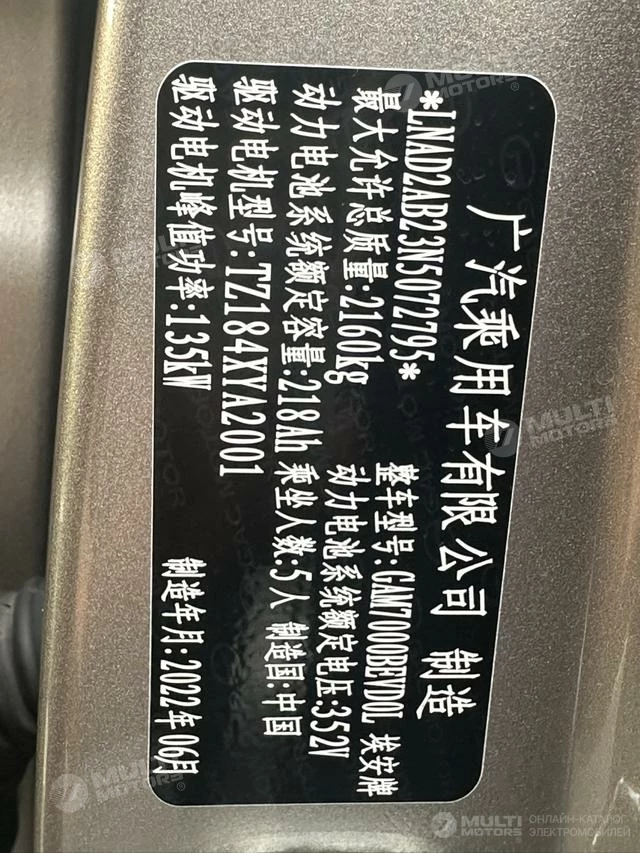 广汽乘用车有限公司 制造
*LNAD2AB23N5072795* 整车型号:GAM7000BEVD0L 埃安牌
最大允许总质量:2160kg 动力电池系统额定电压:352V
动力电池系统额定容量:218Ah 乘坐人数:5人 制造国:中国
驱动电机型号:TZ184XYA2001
驱动电机峰值功率:135kW 制造年月:2022年06月
MULTI MOTORS
MULTI MOTORS
MULTI MOTORS
MULTI MOTORS ОНЛАЙН-КАТАЛОГ ЭЛЕКТРОМОБИЛЕЙ